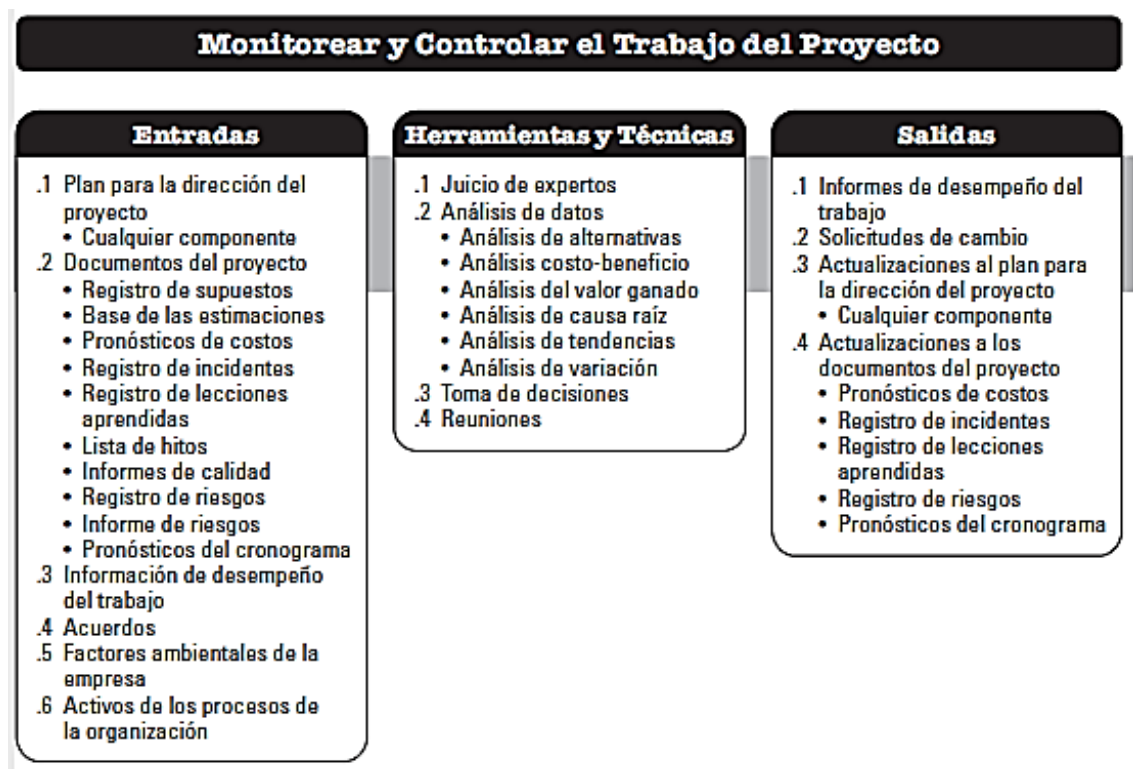 Monitorear y Controlar el Trabajo del Proyecto
Entradas
.1 Plan para la dirección del
proyecto
• Cualquier componente
.2 Documentos del proyecto
• Registro de supuestos
• Base de las estimaciones
• Pronósticos de costos
• Registro de incidentes
• Registro de lecciones
aprendidas
• Lista de hitos
• Informes de calidad
• Registro de riesgos
• Informe de riesgos
• Pronósticos del cronograma
.3 Información de desempeño
del trabajo
.4 Acuerdos
.5 Factores ambientales de la
empresa
.6 Activos de los procesos de
la organización
Herramientas y Técnicas
.1 Juicio de expertos
.2 Análisis de datos
• Análisis de alternativas
• Análisis costo-beneficio
• Análisis del valor ganado
• Análisis de causa raíz
• Análisis de tendencias
• Análisis de variación
.3 Toma de decisiones
.4 Reuniones
Salidas
.1 Informes de desempeño del
trabajo
.2 Solicitudes de cambio
.3 Actualizaciones al plan para
la dirección del proyecto
• Cualquier componente
.4 Actualizaciones a los
documentos del proyecto
• Pronósticos de costos
• Registro de incidentes
• Registro de lecciones
aprendidas
• Registro de riesgos
• Pronósticos del cronograma